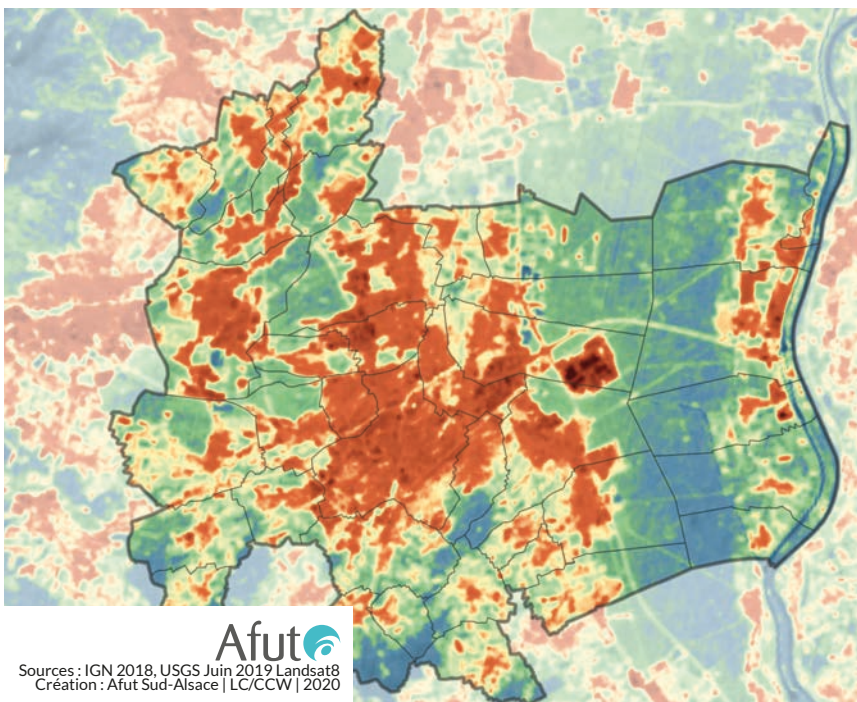 Afut
Sources : IGN 2018, USGS Juin 2019 Landsat8
Création : Afut Sud-Alsace | LC/CCW | 2020